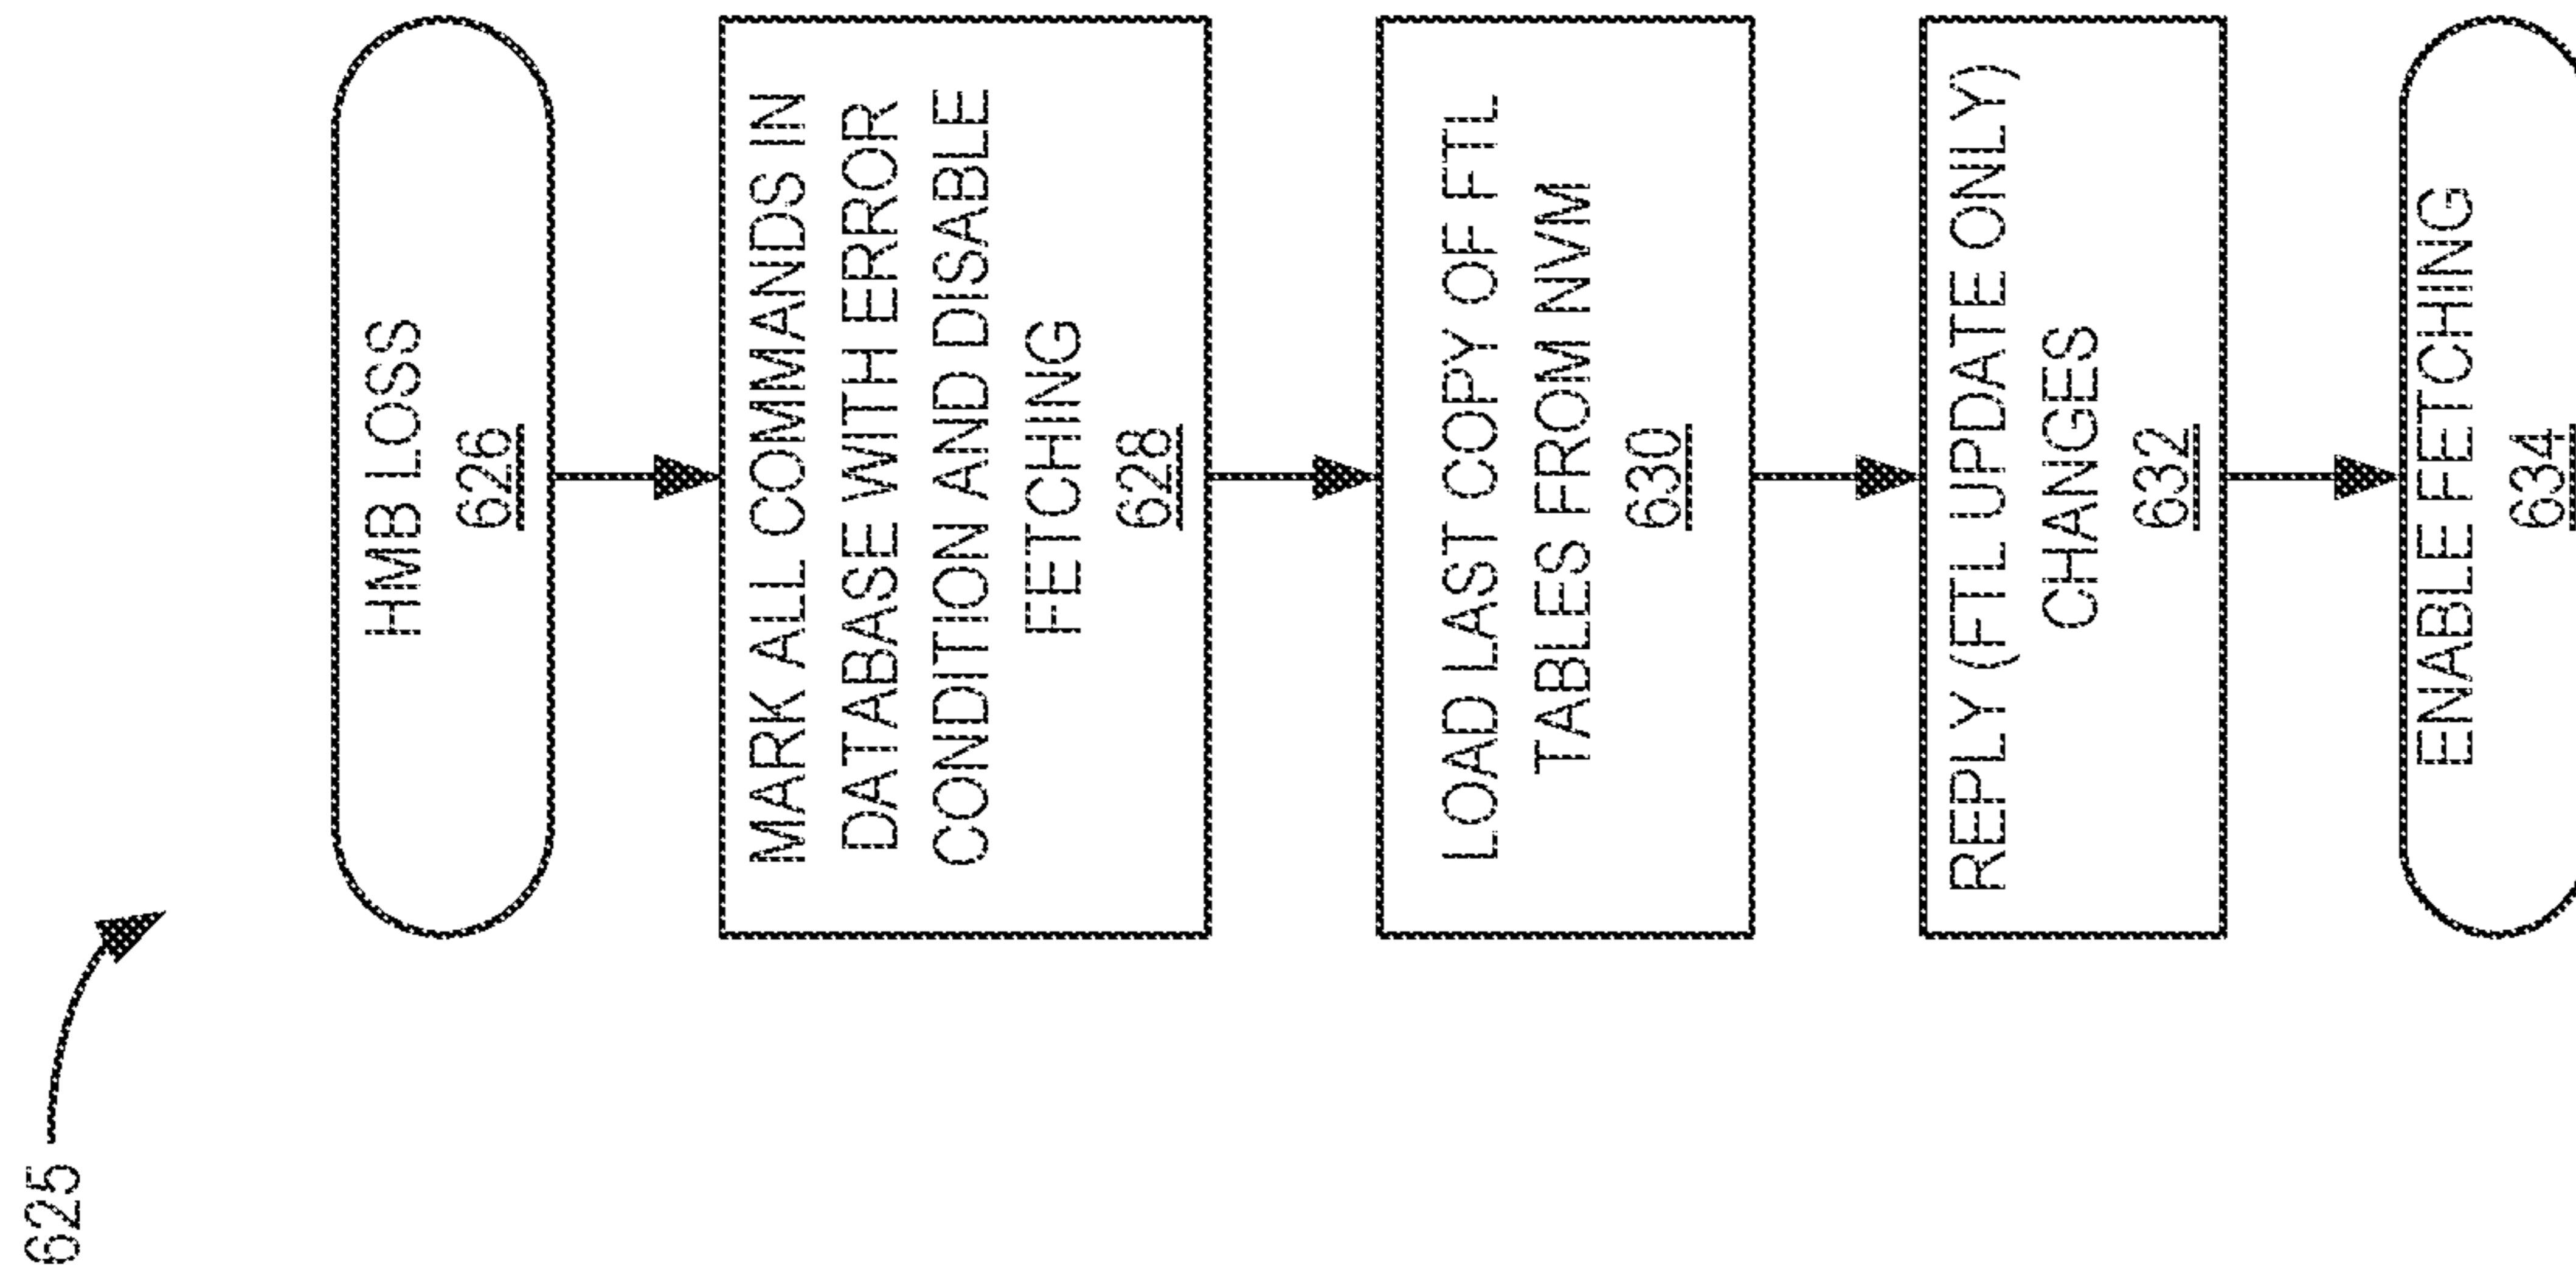 625
HMB LOSS
626
MARK ALL COMMANDS IN
DATABASE WITH ERROR
CONDITION AND DISABLE
FETCHING
628
LOAD LAST COPY OF FTL
TABLES FROM NVM
630
REPLY (FTL UPDATE ONLY)
CHANGES
632
ENABLE FETCHING
634